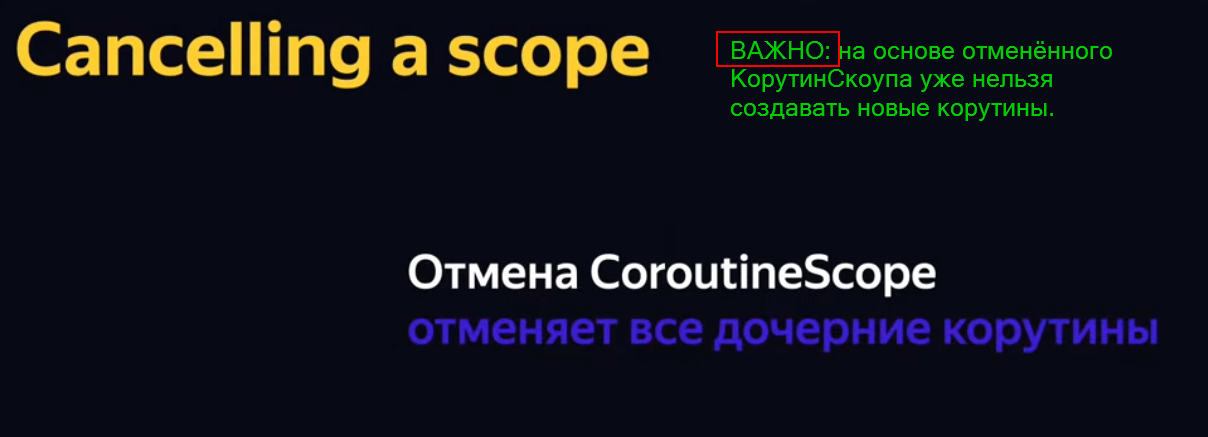 Cancelling a scope
ВАЖНО: на основе отменённого
КорутинСкоупа уже нельзя
создавать новые корутины.
Отмена CoroutineScope
отменяет все дочерние корутины